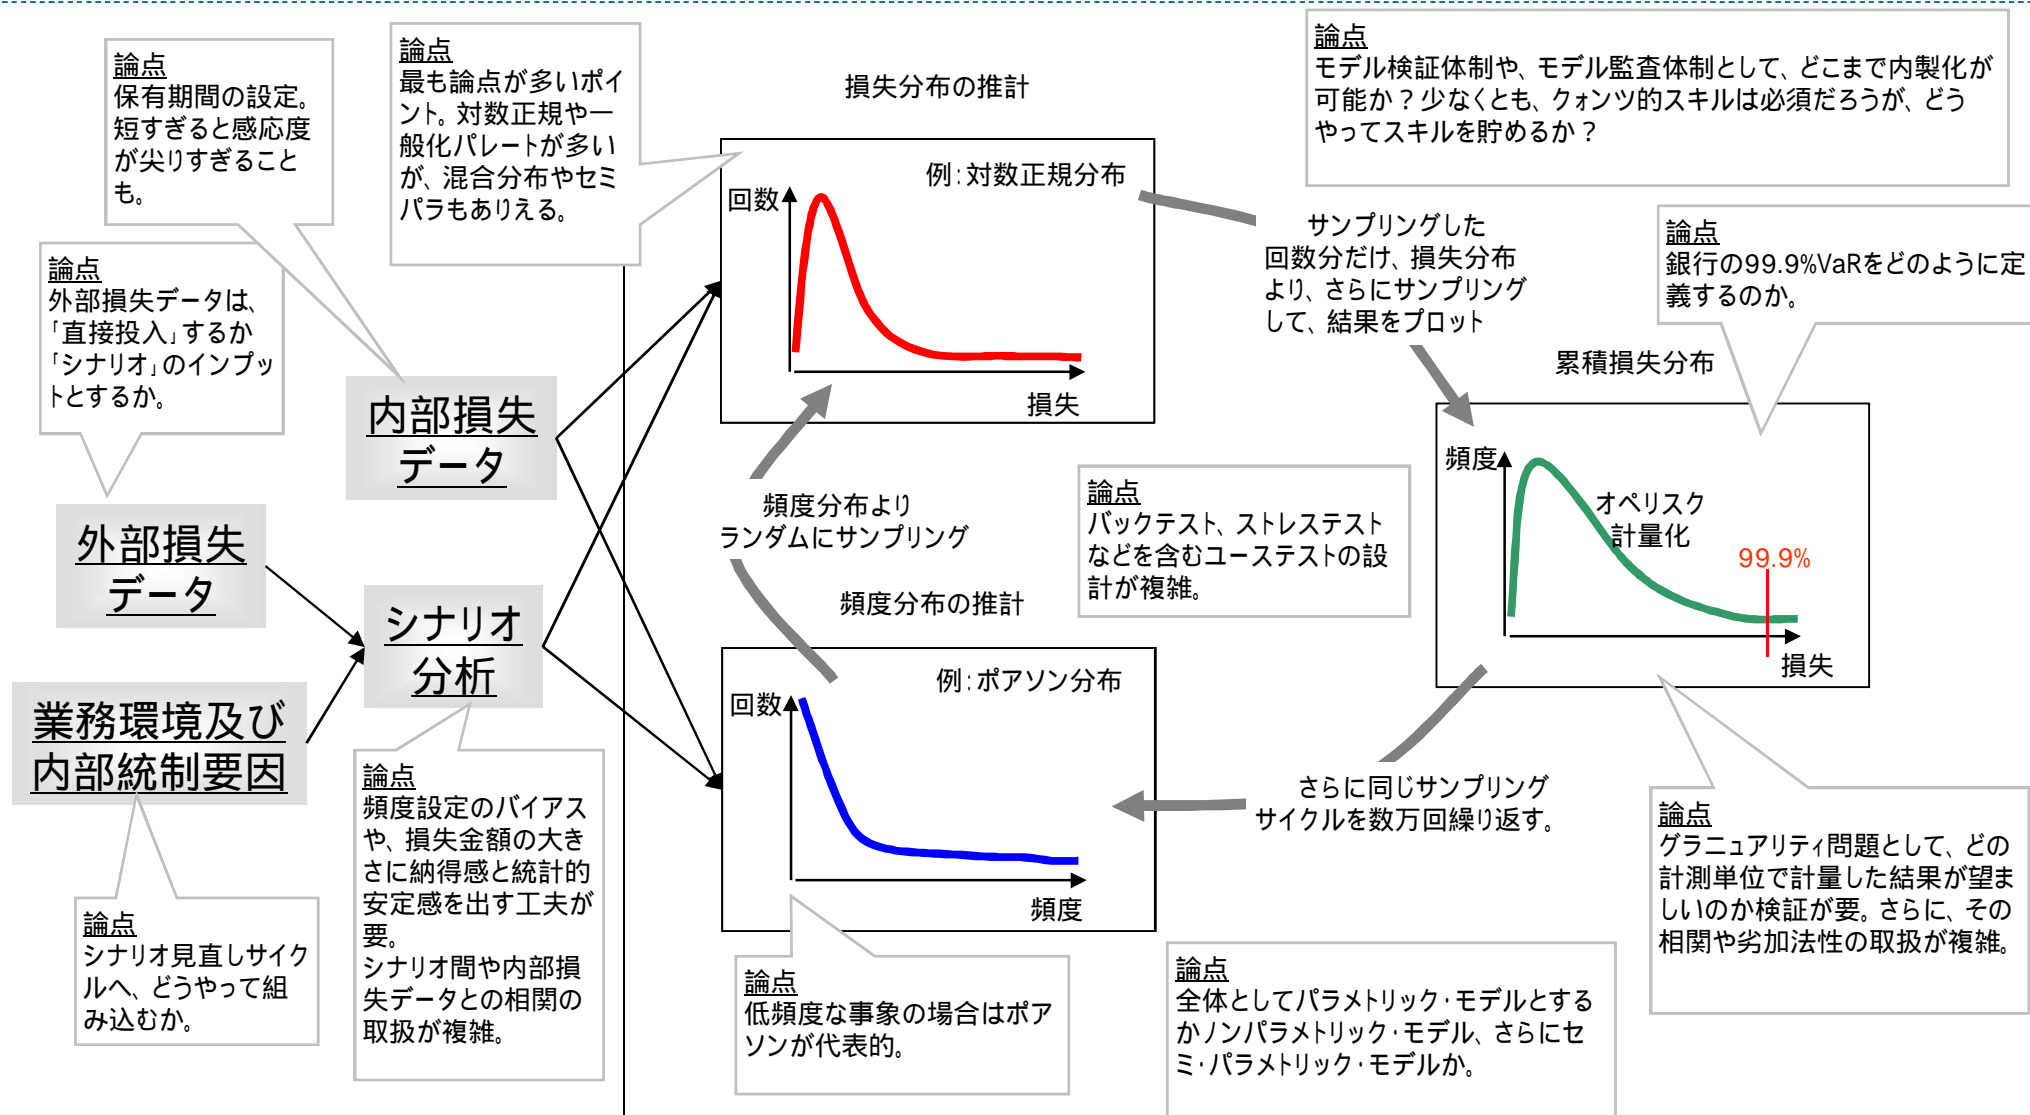 論点
保有期間の設定。
短すぎると感応度
が尖りすぎること
も。
論点
最も論点が多いポイ
ント。対数正規や一
般化パレートが多い
が、混合分布やセミ
パラもありえる。
損失分布の推計
論点
モデル検証体制や、モデル監査体制として、どこまで内製化が
可能か？少なくとも、クォンツ的スキルは必須だろうが、どう
やってスキルを貯めるか？
論点
外部損失データは、
「直接投入」するか
「シナリオ」のインプッ
トとするか。
例：対数正規分布
回数
損失
サンプリングした
回数分だけ、損失分布
より、さらにサンプリング
して、結果をプロット
論点
銀行の99.9%VaRをどのように定
義するのか。
累積損失分布
内部損失
データ
外部損失
データ
シナリオ
分析
業務環境及び
内部統制要因
頻度分布より
ランダムにサンプリング
頻度分布の推計
論点
バックテスト、ストレステスト
などを含むユーステストの設
計が複雑。
頻度
オペリスク
計量化
99.9%
損失
例：ポアソン分布
回数
頻度
さらに同じサンプリング
サイクルを数万回繰り返す。
論点
シナリオ見直しサイク
ルへ、どうやって組
み込むか。
論点
頻度設定のバイアス
や、損失金額の大き
さに納得感と統計的
安定感を出す工夫が
要。
シナリオ間や内部損
失データとの相関の
取扱が複雑。
論点
低頻度な事象の場合はポア
ソンが代表的。
論点
全体としてパラメトリック・モデルとする
かノンパラメトリック・モデル、さらにセ
ミ・パラメトリック・モデルか。
論点
グラニュアリティ問題として、どの
計測単位で計量した結果が望ま
しいのか検証が要。さらに、その
相関や劣加法性の取扱が複雑。